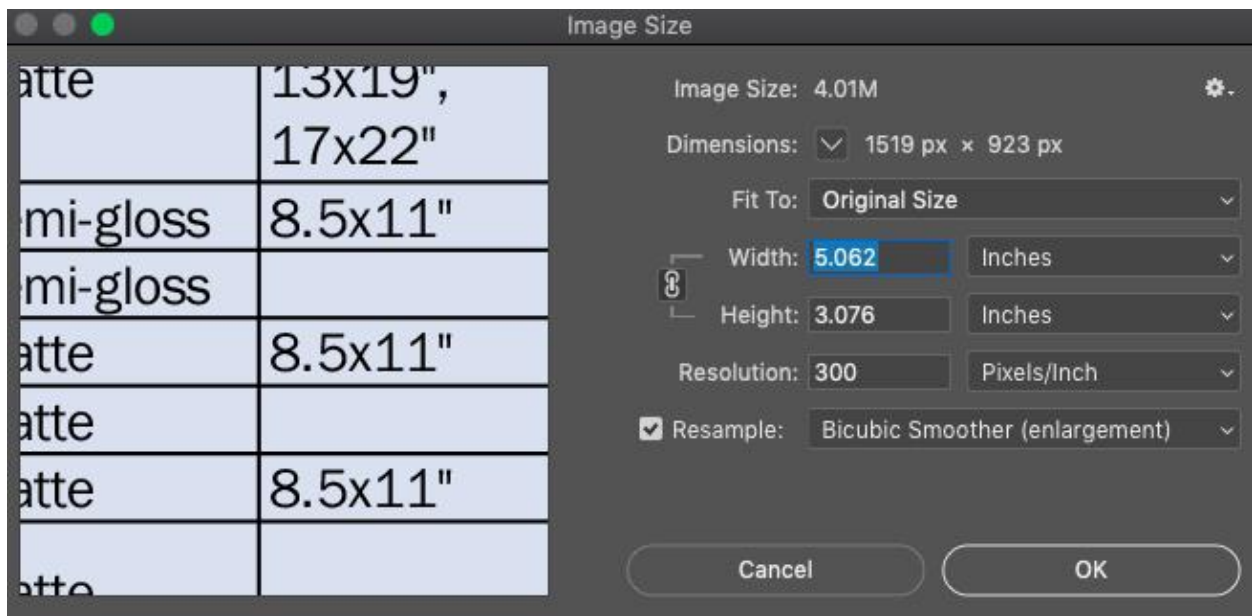 Image Size
atte 13x19",
17x22"
mi-gloss 8.5x11"
mi-gloss
atte 8.5x11"
atte
atte 8.5x11"
atte
Image Size: 4.01M
Dimensions: 1519 px × 923 px
Fit To: Original Size
Width: 5.062 Inches
Height: 3.076 Inches
Resolution: 300 Pixels/Inch
Resample: Bicubic Smoother (enlargement)
Cancel OK